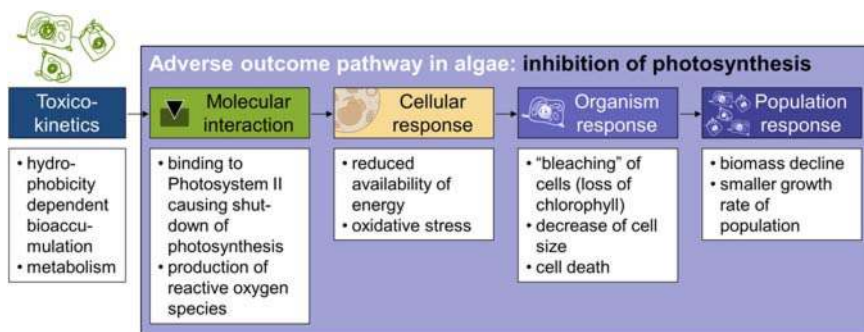 Adverse outcome pathway in algae: inhibition of photosynthesis
Toxico-
kinetics
Molecular
interaction
Cellular
response
Organism
response
Population
response
• hydro-
phobicity
dependent
bioaccu-
mulation
• metabolism
• binding to
Photosystem II
causing shut-
down of
photosynthesis
• production of
reactive oxygen
species
• reduced
availability of
energy
• oxidative stress
• "bleaching" of
cells (loss of
chlorophyll)
• decrease of cell
size
• cell death
• biomass decline
• smaller growth
rate of
population